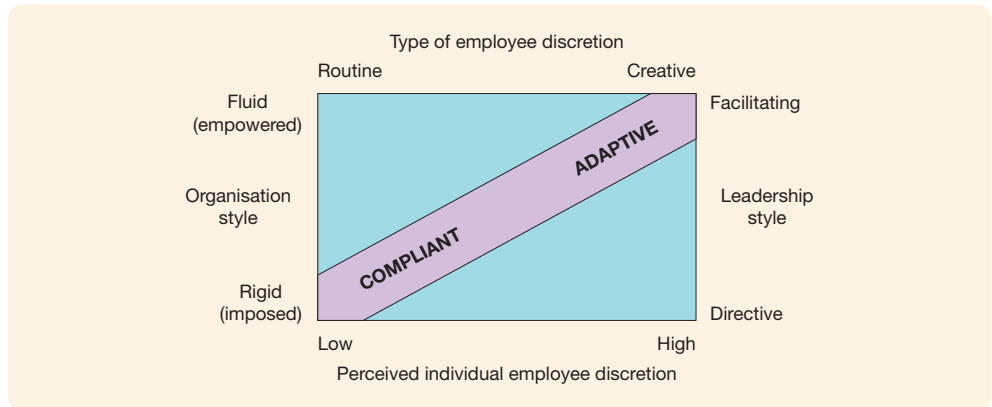 Type of employee discretion
Routine
Creative
Fluid
(empowered)
Facilitating
ADAPTIVE
Organisation
style
Leadership
style
COMPLIANT
Rigid
(imposed)
Directive
Low
High
Perceived individual employee discretion